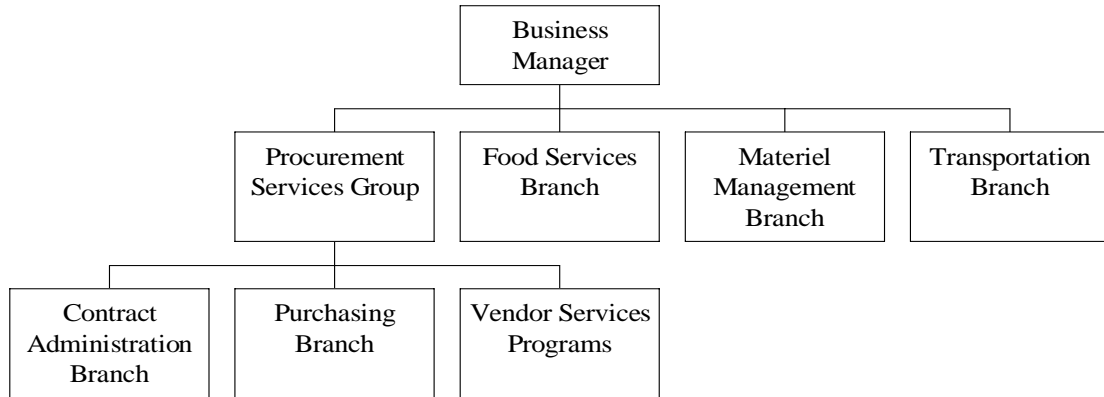 Business
Manager
Procurement
Services Group
Food Services
Branch
Materiel
Management
Branch
Transportation
Branch
Contract
Administration
Branch
Purchasing
Branch
Vendor Services
Programs